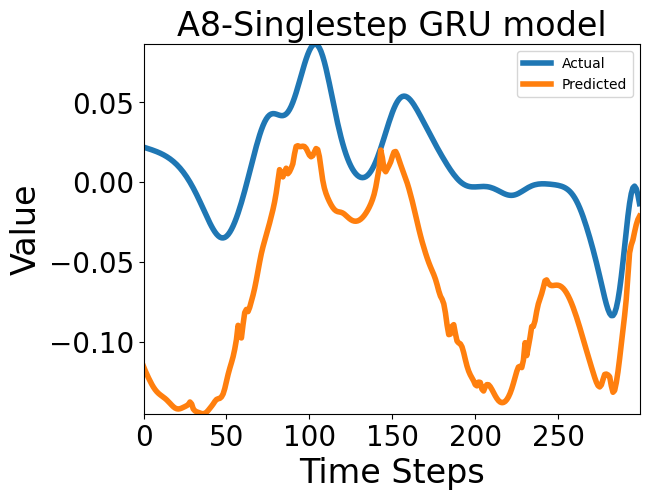 A8-Singlestep GRU model
Actual
Predicted
Value
0.05
0.00
−0.05
−0.10
0 50 100 150 200 250
Time Steps